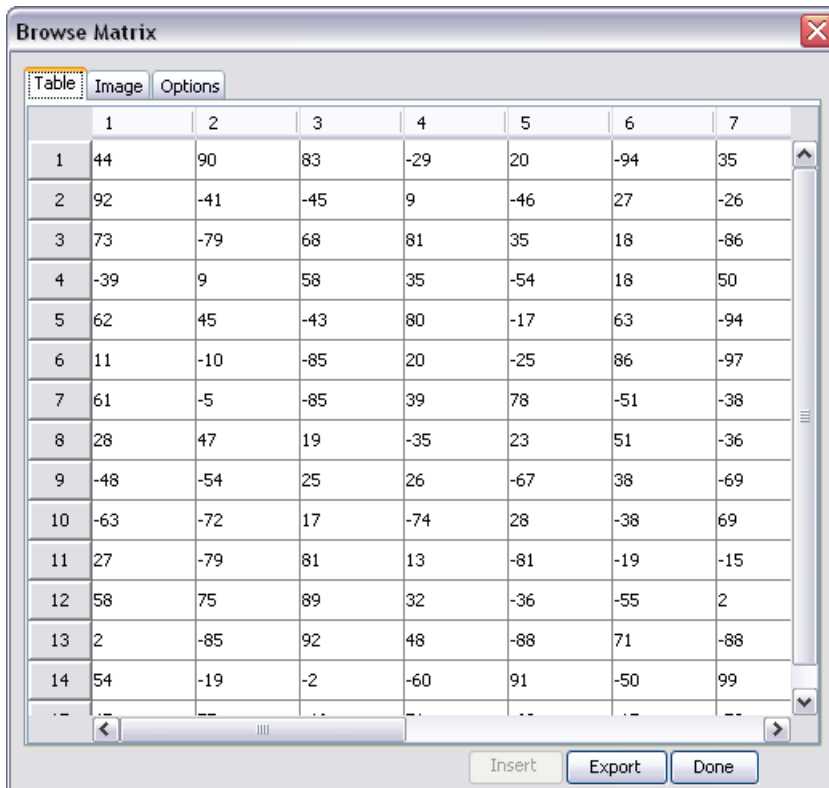 Browse Matrix
Table Image Options
1 2 3 4 5 6 7
1 44 90 83 -29 20 -94 35
2 92 -41 -45 9 -46 27 -26
3 73 -79 68 81 35 18 -86
4 -39 9 58 35 -54 18 50
5 62 45 -43 80 -17 63 -94
6 11 -10 -85 20 -25 86 -97
7 61 -5 -85 39 78 -51 -38
8 28 47 19 -35 23 51 -36
9 -48 -54 25 26 -67 38 -69
10 -63 -72 17 -74 28 -38 69
11 27 -79 81 13 -81 -19 -15
12 58 75 89 32 -36 -55 2
13 2 -85 92 48 -88 71 -88
14 54 -19 -2 -60 91 -50 99
Insert Export Done